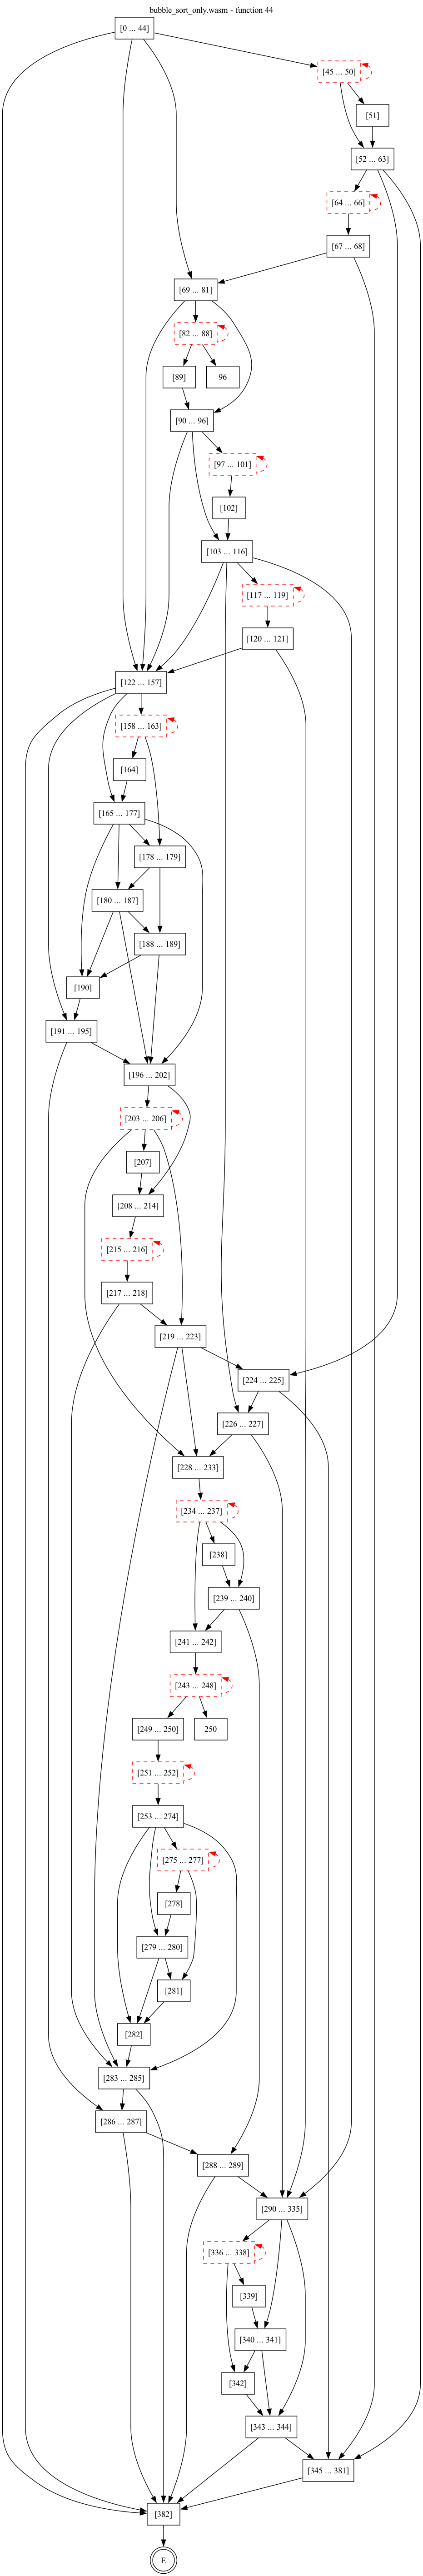 bubble_sort_only.wasm - function 44
[0 ... 44]
[45 ... 50]
[51]
[52 ... 63]
[64 ... 66]
[67 ... 68]
[69 ... 81]
[82 ... 88]
[89]
96
[90 ... 96]
[97 ... 101]
[102]
[103 ... 116]
[117 ... 119]
[120 ... 121]
[122 ... 157]
[158 ... 163]
[164]
[165 ... 177]
[178 ... 179]
[180 ... 187]
[188 ... 189]
[190]
[191 ... 195]
[196 ... 202]
[203 ... 206]
[207]
[208 ... 214]
[215 ... 216]
[217 ... 218]
[219 ... 223]
[224 ... 225]
[226 ... 227]
[228 ... 233]
[234 ... 237]
[238]
[239 ... 240]
[241 ... 242]
[243 ... 248]
[249 ... 250]
250
[251 ... 252]
[253 ... 274]
[275 ... 277]
[278]
[279 ... 280]
[281]
[282]
[283 ... 285]
[286 ... 287]
[288 ... 289]
[290 ... 335]
[336 ... 338]
[339]
[340 ... 341]
[342]
[343 ... 344]
[345 ... 381]
[382]
E